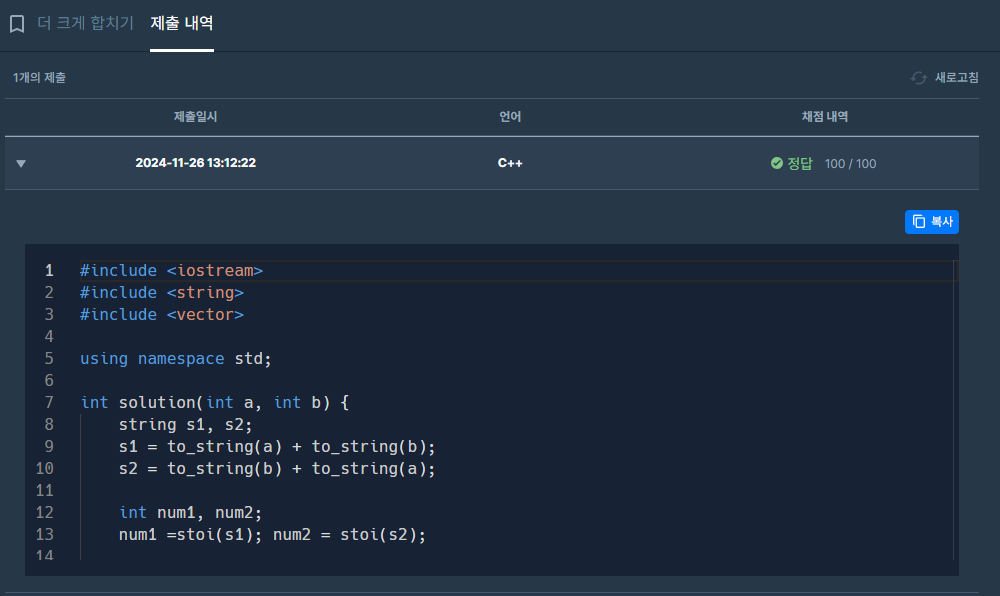 더 크게 합치기 제출 내역
1개의 제출 새로고침
제출일시 언어 채점 내역
2024-11-26 13:12:22 C++ 정답 100 / 100
복사
1 #include <iostream>
2 #include <string>
3 #include <vector>
4
5 using namespace std;
6
7 int solution(int a, int b) {
8     string s1, s2;
9     s1 = to_string(a) + to_string(b);
10     s2 = to_string(b) + to_string(a);
11
12     int num1, num2;
13     num1 =stoi(s1); num2 = stoi(s2);
14